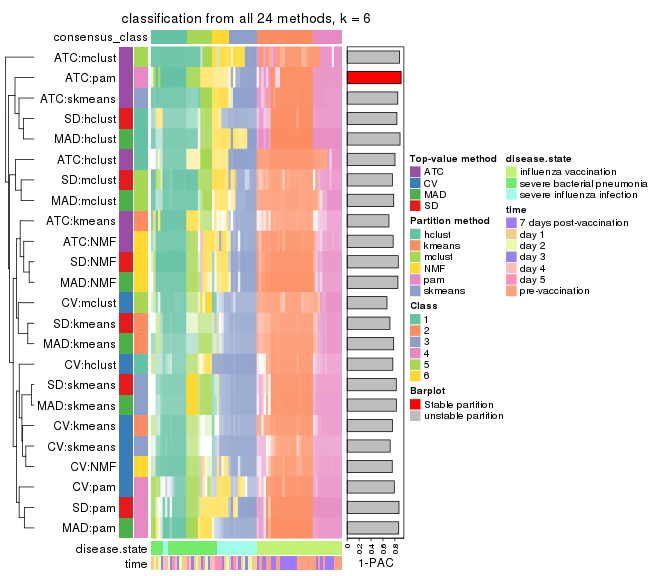 classification from all 24 methods, k = 6
consensus_class
ATC:mclust
ATC:pam
ATC:skmeans
SD:hclust
MAD:hclust
ATC:hclust
SD:mclust
MAD:mclust
ATC:kmeans
ATC:NMF
SD:NMF
MAD:NMF
CV:mclust
SD:kmeans
MAD:kmeans
CV:hclust
SD:skmeans
MAD:skmeans
CV:kmeans
CV:skmeans
CV:NMF
CV:pam
SD:pam
MAD:pam
disease.state
time
0
0.2
0.4
0.6
0.8
1-PAC
Top-value method
ATC
CV
MAD
SD
Partition method
hclust
kmeans
mclust
NMF
pam
skmeans
Class
1
2
3
4
5
6
Barplot
Stable partition
unstable partition
disease.state
influenza vaccination
severe bacterial pneumonia
severe influenza infection
time
7 days post-vaccination
day 1
day 2
day 3
day 4
day 5
pre-vaccination